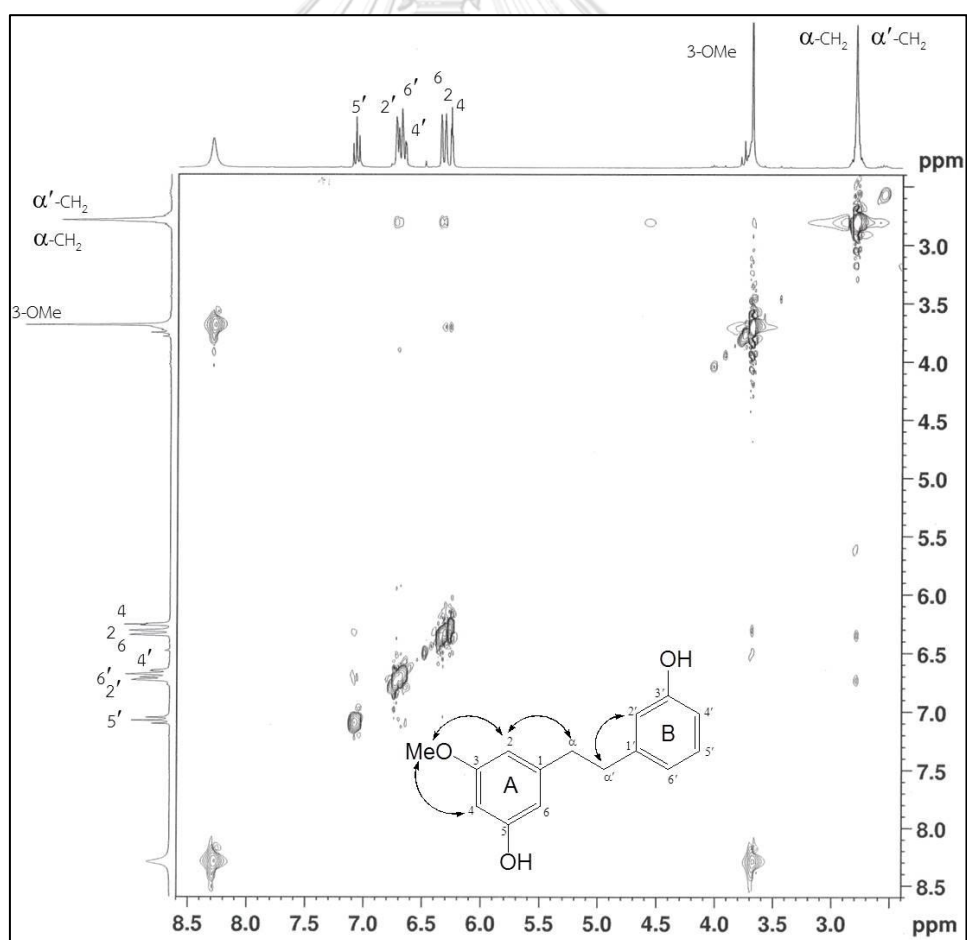 3-OMe
α-CH2 α′-CH2
5′ 2′ 6′ 4′ 6 2 4
ppm
α′-CH2
α-CH2
3-OMe
4
2
6
4′
6′
2′
5′
3.0
3.5
4.0
4.5
5.0
5.5
6.0
6.5
7.0
7.5
8.0
8.5
OH
3′
2′ 4′
B
1′ 5′
α′ 6′
MeO
2 α
3 1
A
4 6
5
OH
8.5 8.0 7.5 7.0 6.5 6.0 5.5 5.0 4.5 4.0 3.5 3.0 ppm